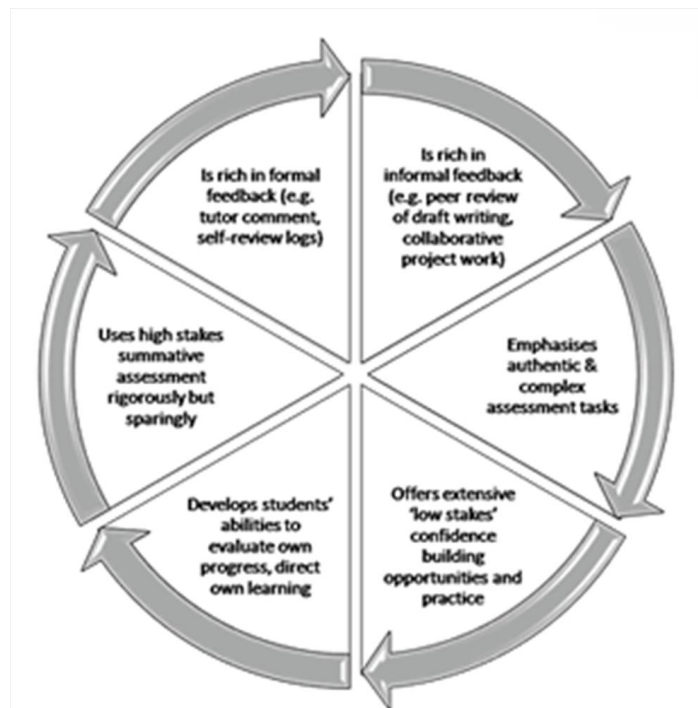 Is rich in formal
feedback (e.g.
tutor comment,
self-review logs)
Is rich in
informal feedback
(e.g. peer review
of draft writing,
collaborative
project work)
Emphasises
authentic &
complex
assessment tasks
Offers extensive
'low stakes'
confidence
building
opportunities and
practice
Develops students'
abilities to
evaluate own
progress, direct
own learning
Uses high stakes
summative
assessment
rigorously but
sparingly